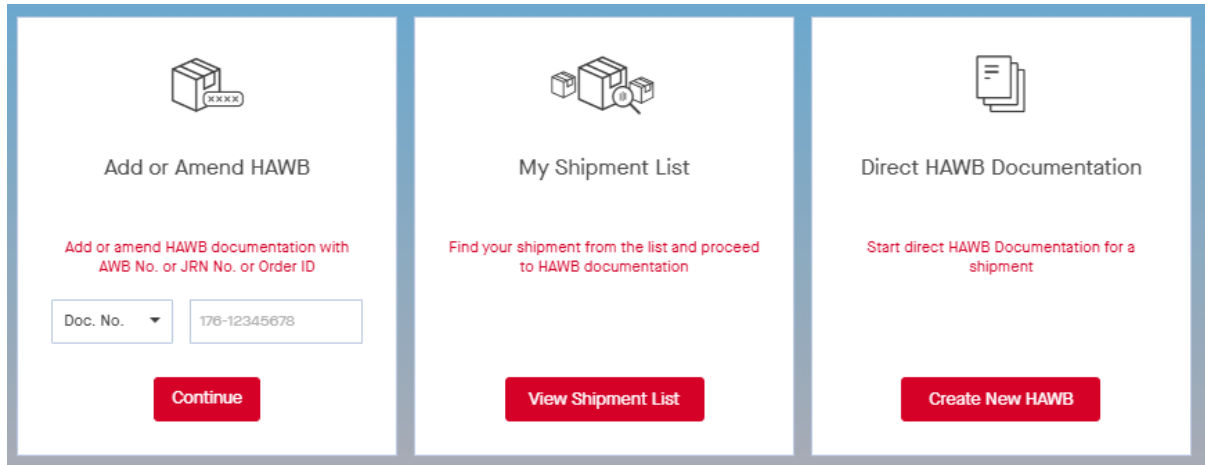 xxxx
Add or Amend HAWB
Add or amend HAWB documentation with
AWB No. or JRN No. or Order ID
Doc. No.
176-12345678
Continue
My Shipment List
Find your shipment from the list and proceed
to HAWB documentation
View Shipment List
Direct HAWB Documentation
Start direct HAWB Documentation for a
shipment
Create New HAWB